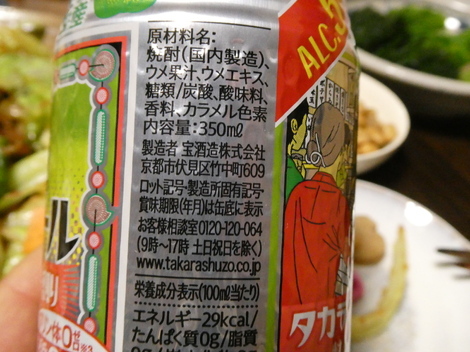 原材料名:
焼酎(国内製造)、
ウメ果汁、ウメエキス、
糖類/炭酸、酸味料、
香料、カラメル色素
内容量:350mℓ
製造者 宝酒造株式会社
京都市伏見区竹中町609
ロット記号・製造所固有記号・
賞味期限(年月)は缶底に表示
お客様相談室0120-120-064
(9時〜17時 土日祝日を除く)
www.takarashuzo.co.jp
栄養成分表示(100mℓ当たり)
エネルギー 29kcal/
たんぱく質0g/脂質
ALC.5
タカラ
ール